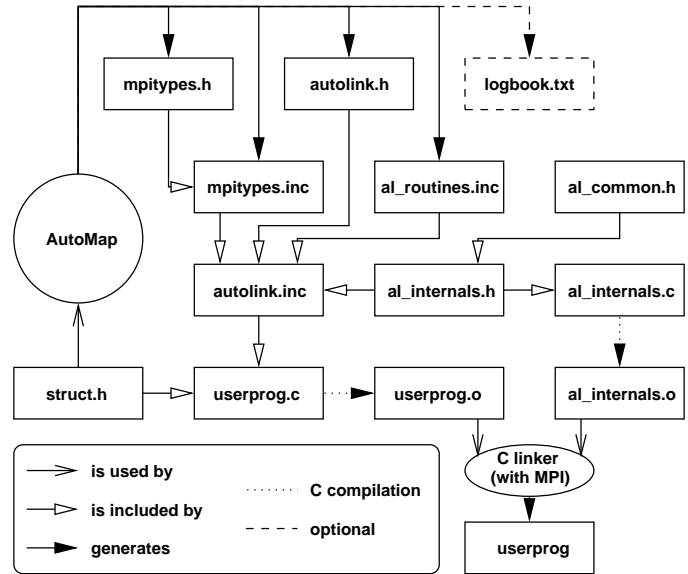 mpitypes.h
autolink.h
logbook.txt
mpitypes.inc
al_routines.inc
al_common.h
AutoMap
autolink.inc
al_internals.h
al_internals.c
struct.h
userprog.c
userprog.o
al_internals.o
is used by
is included by
generates
C compilation
optional
C linker
(with MPI)
userprog